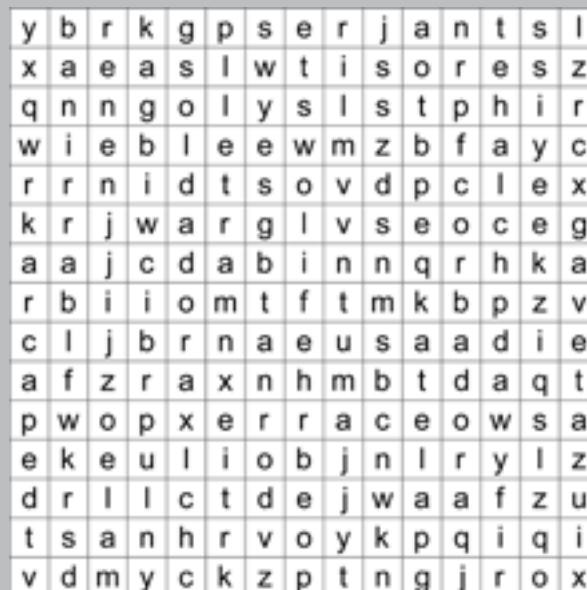 y b r k g p s e r j a n t s l
x a e a s l w t i s o r e s z
q n n g o l y s l s t p h i r
w i e b l e e w m z b f a y c
r r n i d t s o v d p c l e x
k r j w a r g l v s e o c e g
a a j c d a b i n n q r h k a
r b i i o m t f t m k b p z v
c l j b r n a e u s a a d i e
a f z r a x n h m b t d a q t
p w o p x e r r a c e o w s a
e k e u l i o b j n l r y l z
d r l l c t d e j w a a f z u
t s a n h r v o y k p q i q i
v d m y c k z p t n g j r o x